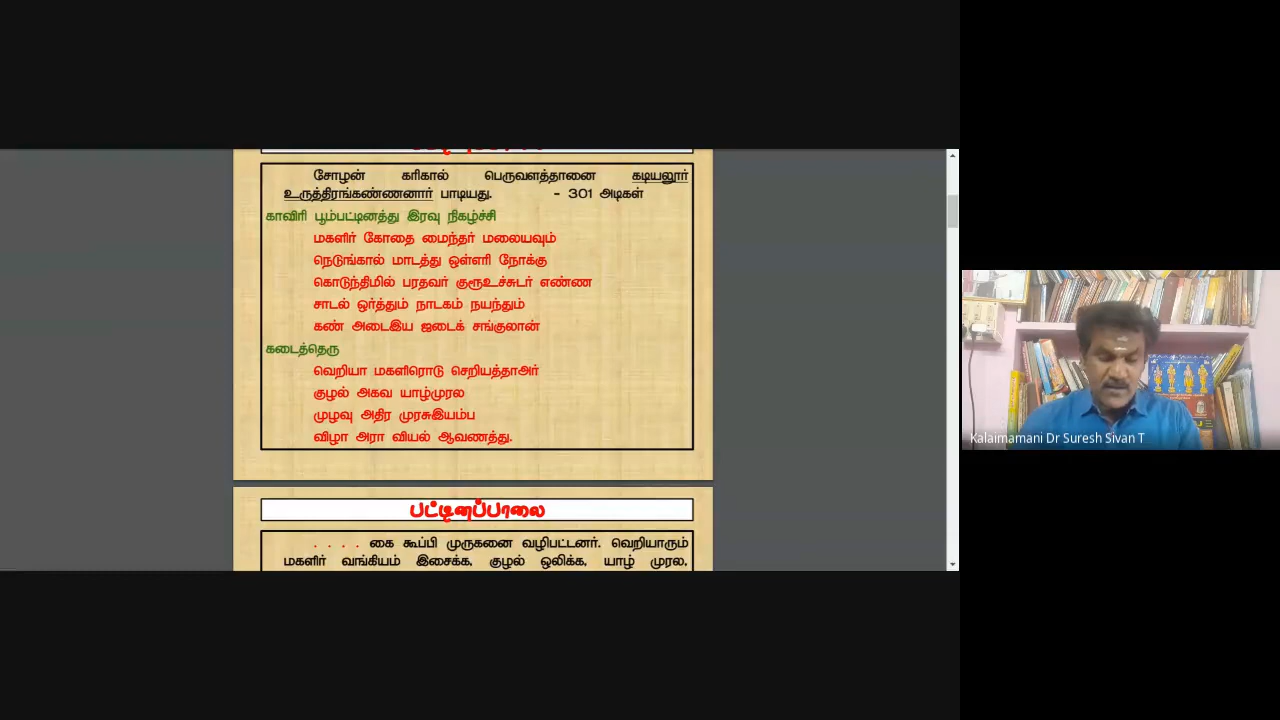 சோழன் கரிகால் பெருவளத்தானை கடியலூர்
உருத்திரங்கண்ணனார் பாடியது. - 301 அடிகள்
காவிரி பூம்பட்டினத்து இரவு நிகழ்ச்சி
மகளிர் கோதை மைந்தர் மலையவும்
நெடுங்கால் மாடத்து ஒள்ளரி நோக்கு
கொடுந்திமில் பரதவர் குரூஉச்சுடர் எண்ண
சாடல் ஓர்த்தும் நாடகம் நயந்தும்
கண் அடைஇய ஜடைக் சங்குலான்
கடைத்தெரு
வெறியா மகளிரொடு செறியத்தாஅர்
குழல் அகவ யாழ்முரல
முழவு அதிர முரசுஇயம்ப
விழா அரா வியல் ஆவணத்து.
பட்டினப்பாலை
. . . . கை கூப்பி முருகனை வழிபட்டனர். வெறியாரும்
மகளிர் வங்கியம் இசைக்க, குழல் ஒலிக்க, யாழ் முரல,
Kalaimamani Dr Suresh Sivan T